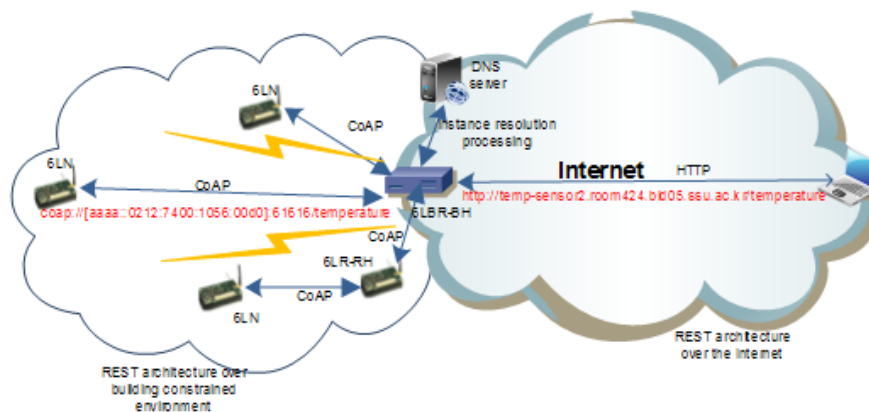 DNS
server
6LN
CoAP
Instance resolution
processing
6LN
CoAP
Internet
HTTP
coap://[aaaa::0212:7400:1056:00d0]:61616/temperature
http://temp-sensor2.room424.bld05.ssu.ac.kr/temperature
6LBR-BH
CoAP
6LR-RH
CoAP
6LN
REST architecture
over the Internet
REST architecture over
building constrained
environment